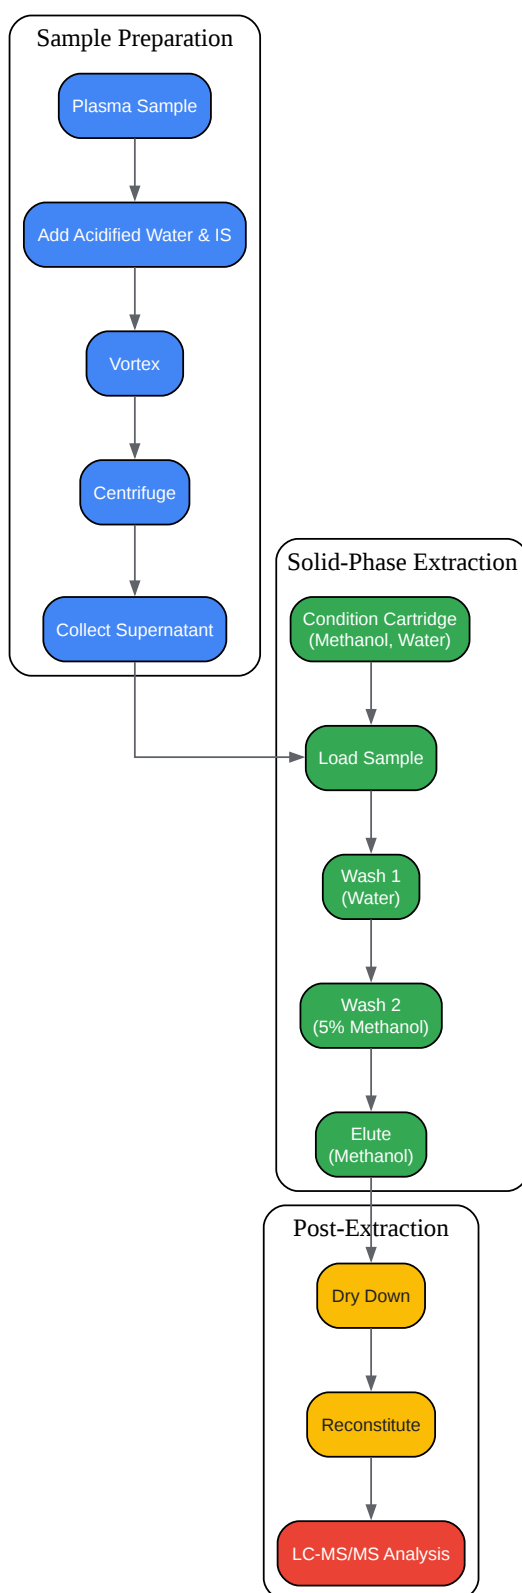 Sample Preparation
Plasma Sample
Add Acidified Water & IS
Vortex
Centrifuge
Collect Supernatant
Solid-Phase Extraction
Condition Cartridge
(Methanol, Water)
Load Sample
Wash 1
(Water)
Wash 2
(5% Methanol)
Elute
(Methanol)
Post-Extraction
Dry Down
Reconstitute
LC-MS/MS Analysis